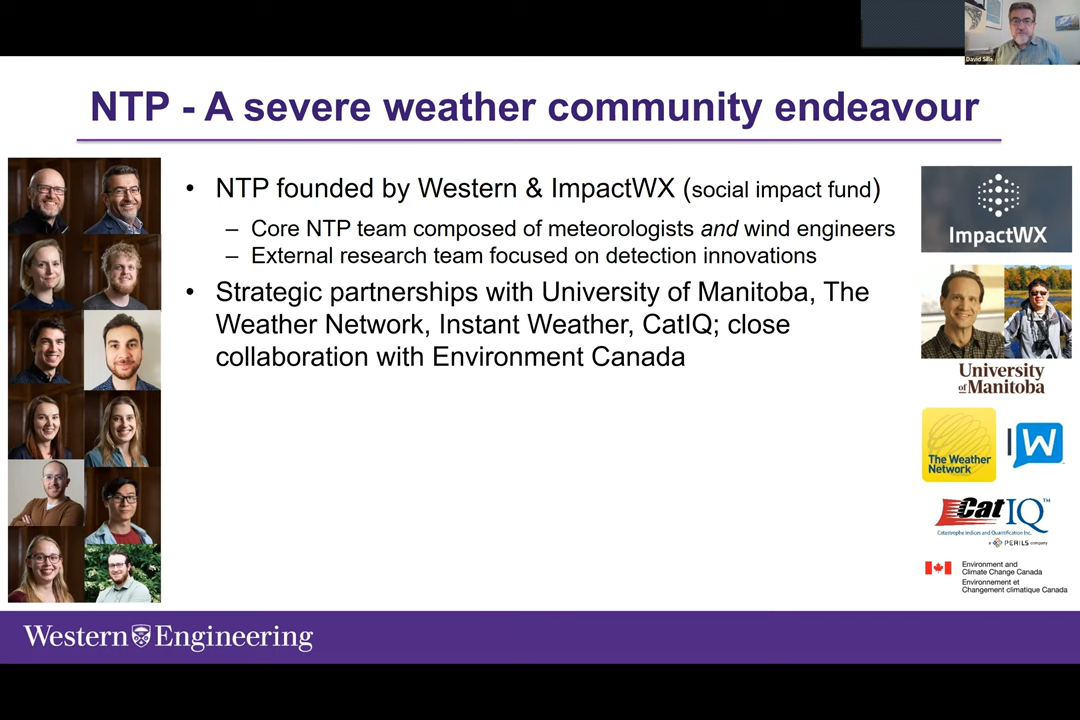 David Sills
NTP - A severe weather community endeavour
• NTP founded by Western & ImpactWX (social impact fund)
– Core NTP team composed of meteorologists and wind engineers
– External research team focused on detection innovations
• Strategic partnerships with University of Manitoba, The
Weather Network, Instant Weather, CatIQ; close
collaboration with Environment Canada
ImpactWX
University
of Manitoba
The Weather
Network
W
CatIQ™
Catastrophe Indices and Quantification Inc.
a PERILS company
Environment and
Climate Change Canada
Environnement et
Changement climatique Canada
Western Engineering